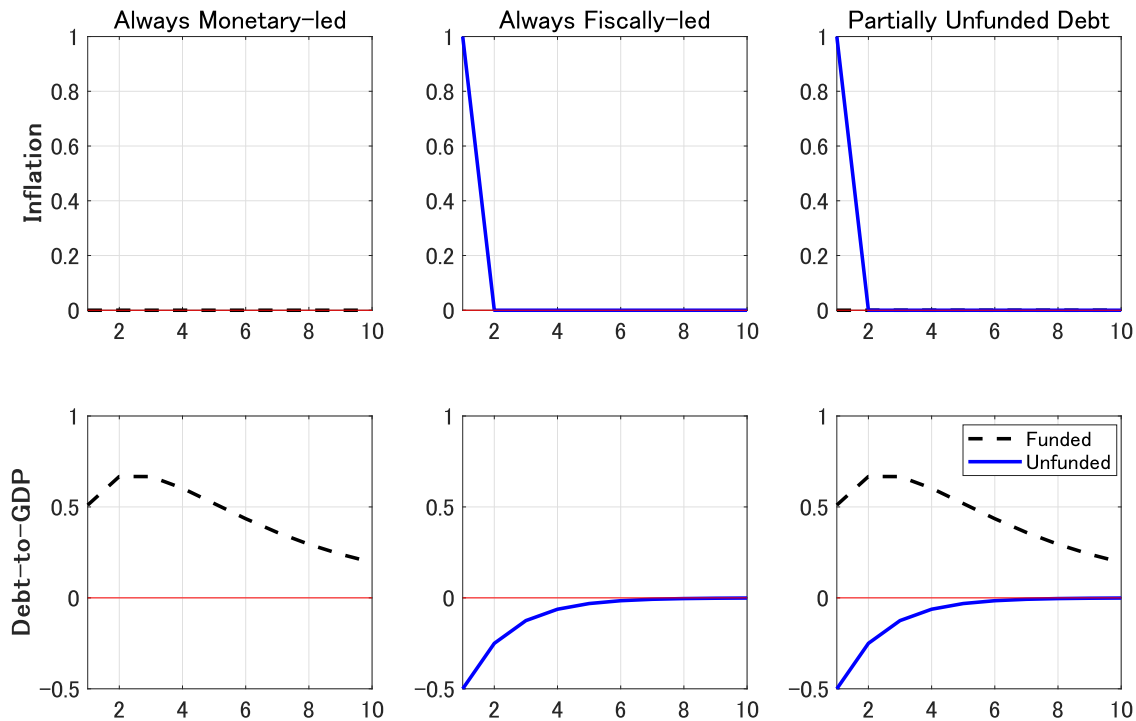 Always Monetary-led
Always Fiscally-led
Partially Unfunded Debt
Inflation
1
0.8
0.6
0.4
0.2
0
2 4 6 8 10
1
0.8
0.6
0.4
0.2
0
2 4 6 8 10
1
0.8
0.6
0.4
0.2
0
2 4 6 8 10
Debt-to-GDP
1
0.5
0
-0.5
2 4 6 8 10
1
0.5
0
-0.5
2 4 6 8 10
1
0.5
0
-0.5
2 4 6 8 10
Funded
Unfunded